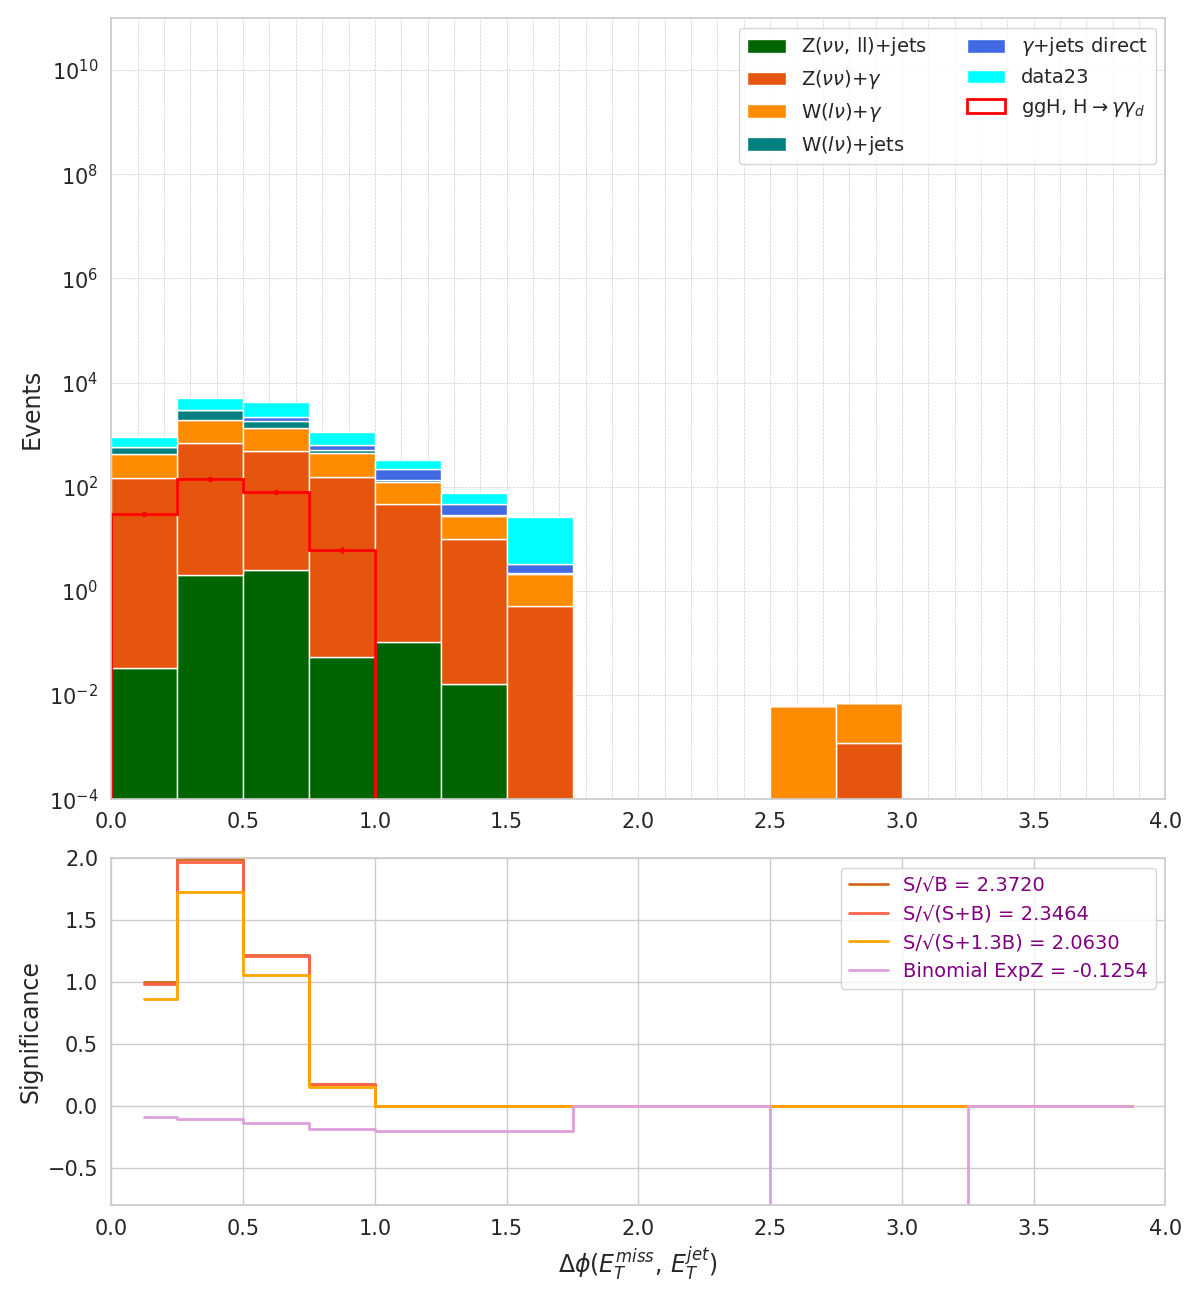 Z(νν, ll)+jets
Z(νν)+γ
W(lν)+γ
W(lν)+jets
γ+jets direct
data23
ggH, H→γγ_d
Events
10^10
10^8
10^6
10^4
10^2
10^0
10^−2
10^−4
0.0 0.5 1.0 1.5 2.0 2.5 3.0 3.5 4.0
S/√B = 2.3720
S/√(S+B) = 2.3464
S/√(S+1.3B) = 2.0630
Binomial ExpZ = -0.1254
Significance
2.0
1.5
1.0
0.5
0.0
−0.5
0.0 0.5 1.0 1.5 2.0 2.5 3.0 3.5 4.0
Δϕ(E_T^miss, E_T^jet)